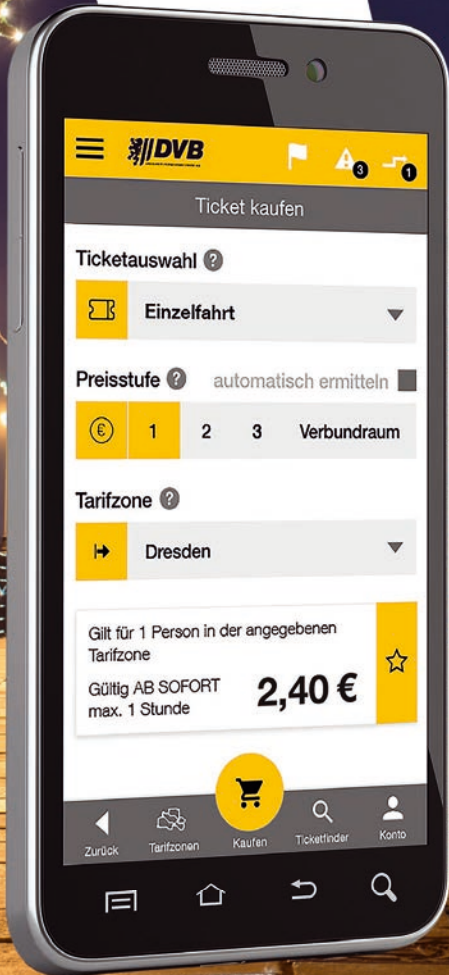 DVB
3
1
Ticket kaufen
Ticketauswahl ?
Einzelfahrt
Preisstufe ? automatisch ermitteln
€ 1 2 3 Verbundraum
Tarifzone ?
Dresden
Gilt für 1 Person in der angegebenen
Tarifzone
Gültig AB SOFORT
max. 1 Stunde
2,40 €
Zurück Tarifzonen Kaufen Ticketfinder Konto